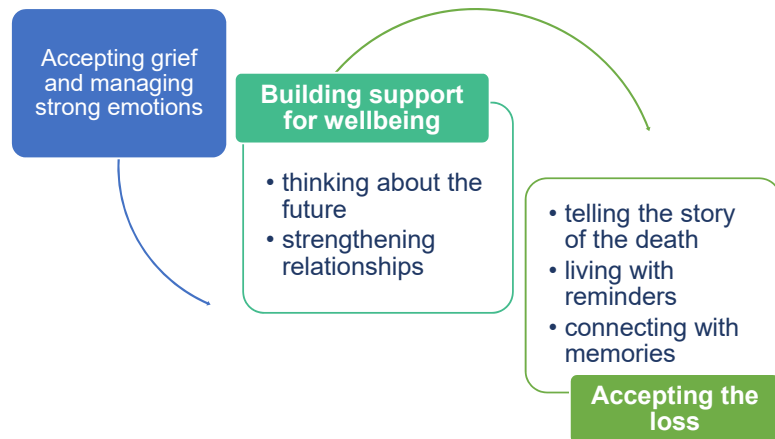 Accepting grief
and managing
strong emotions
Building support
for wellbeing
• thinking about the
future
• strengthening
relationships
• telling the story
of the death
• living with
reminders
• connecting with
memories
Accepting the
loss